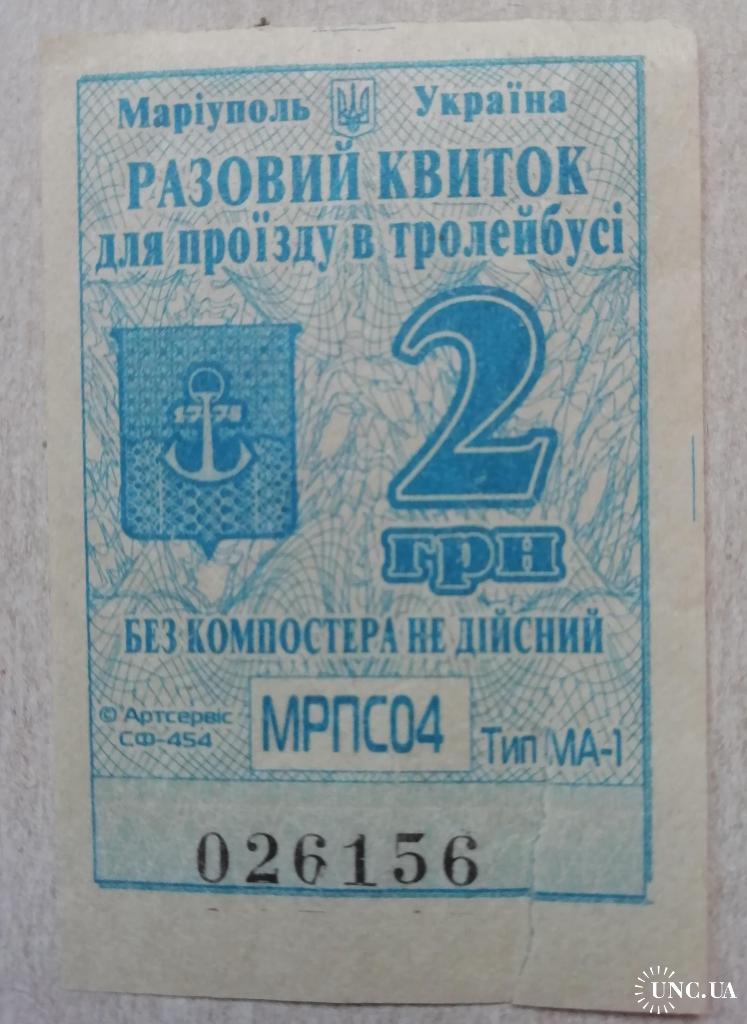 Маріуполь Україна
РАЗОВИЙ КВИТОК
для проїзду в тролейбусі
1778
2
грн
БЕЗ КОМПОСТЕРА НЕ ДІЙСНИЙ
© Артсервіс
СФ-454
МРПС04
Тип МА-1
026156
UNC.UA